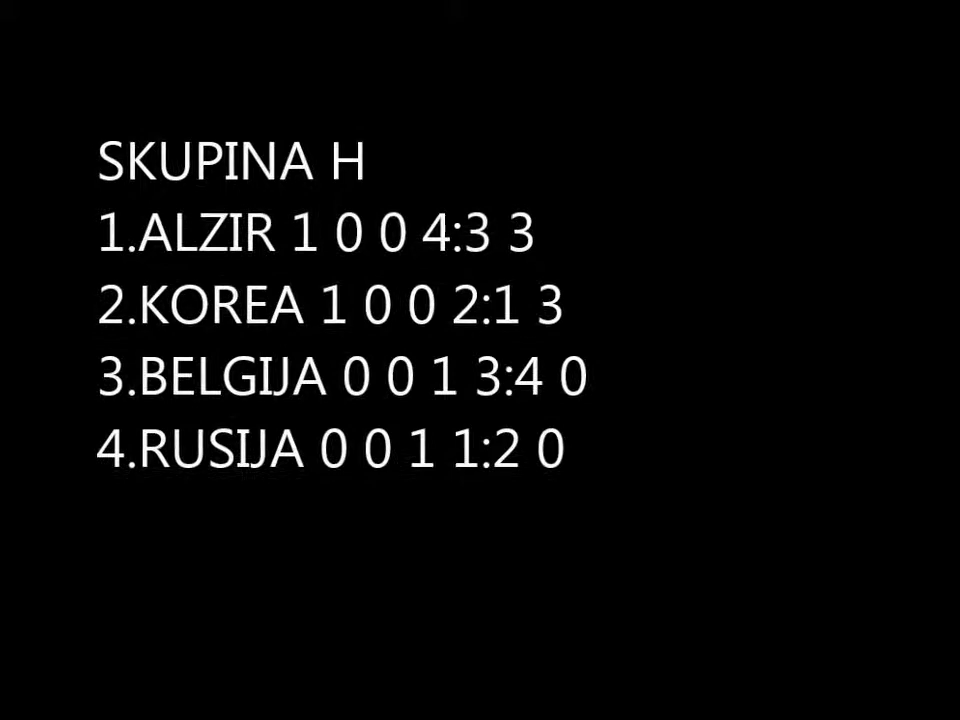 SKUPINA H
1.ALZIR 1 0 0 4:3 3
2.KOREA 1 0 0 2:1 3
3.BELGIJA 0 0 1 3:4 0
4.RUSIJA 0 0 1 1:2 0